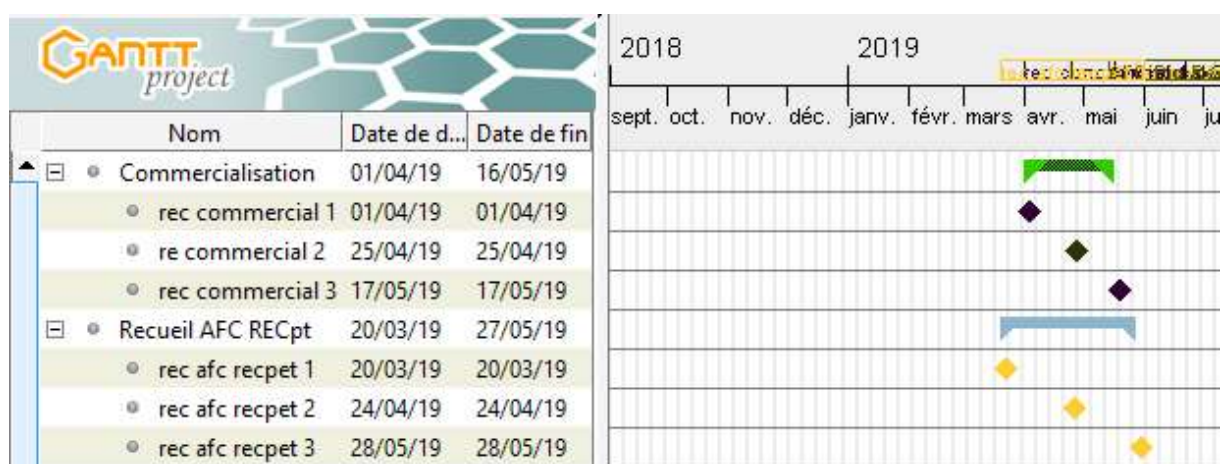 GANTT
project
2018 2019
sept. oct. nov. déc. janv. févr. mars avr. mai juin
Nom Date de d... Date de fin
Commercialisation 01/04/19 16/05/19
rec commercial 1 01/04/19 01/04/19
re commercial 2 25/04/19 25/04/19
rec commercial 3 17/05/19 17/05/19
Recueil AFC RECpt 20/03/19 27/05/19
rec afc recpet 1 20/03/19 20/03/19
rec afc recpet 2 24/04/19 24/04/19
rec afc recpet 3 28/05/19 28/05/19